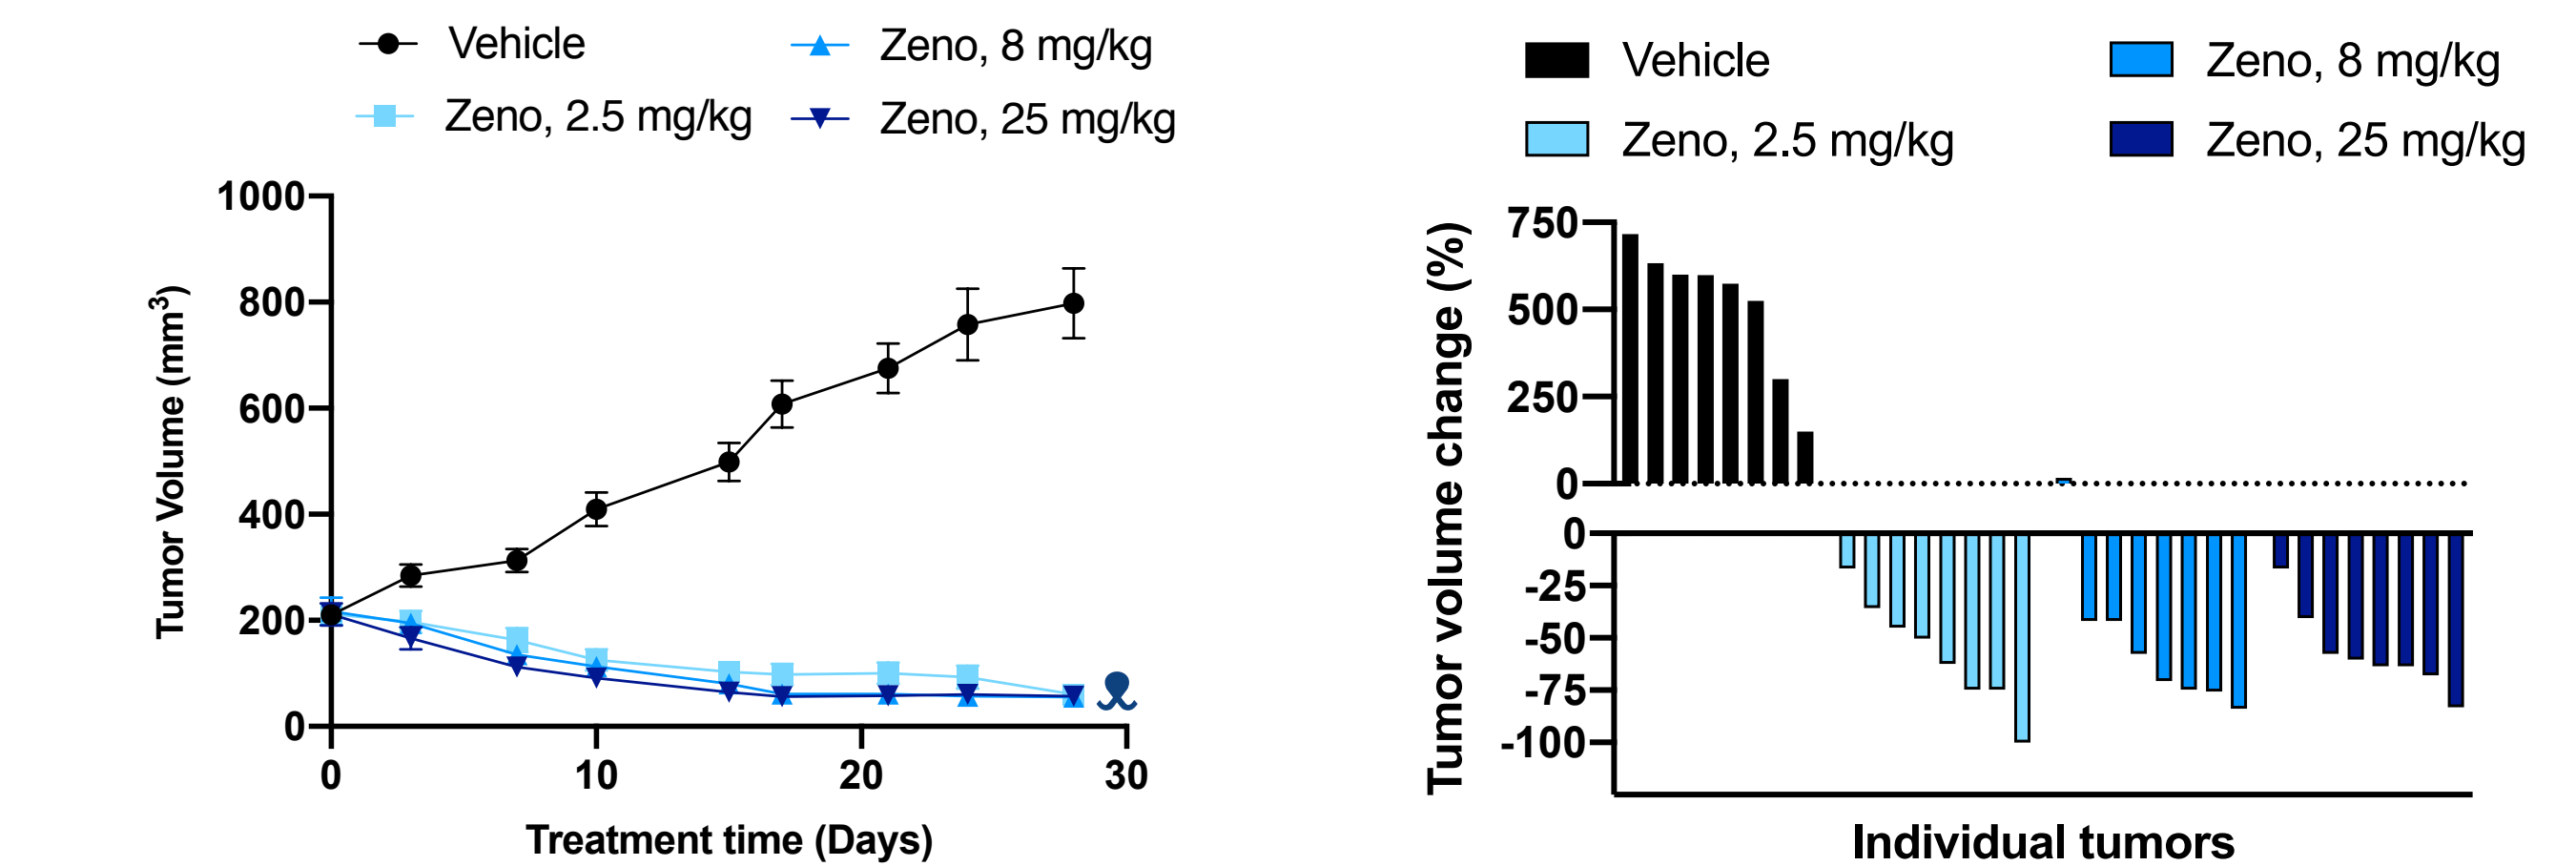 Vehicle
Zeno, 8 mg/kg
Zeno, 2.5 mg/kg
Zeno, 25 mg/kg
Tumor Volume (mm³)
1000
800
600
400
200
0
0 10 20 30
Treatment time (Days)
Vehicle
Zeno, 8 mg/kg
Zeno, 2.5 mg/kg
Zeno, 25 mg/kg
Tumor volume change (%)
750
500
250
0
0
-25
-50
-75
-100
Individual tumors